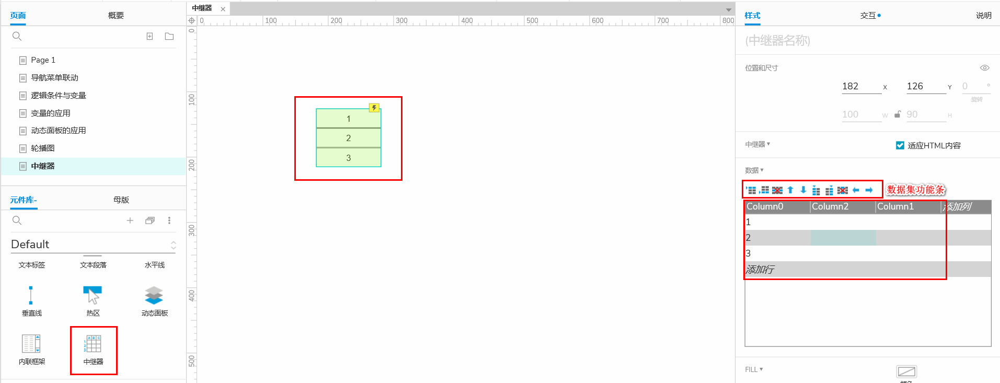 页面
概要
Page 1
导航菜单联动
逻辑条件与变量
变量的应用
动态面板的应用
轮播图
中继器
元件库-
母版
Default
文本标签
文本段落
水平线
垂直线
热区
动态面板
内联框架
中继器
中继器
0 100 200 300 400 500 600 700 800
0
100
200
300
400
500
1
2
3
样式
交互
说明
(中继器名称)
位置和尺寸
182 X 126 Y 0 °
旋转
100 W 90 H
中继器
适应HTML内容
数据
数据集功能条
Column0 Column2 Column1 添加列
1
2
3
添加行
FILL